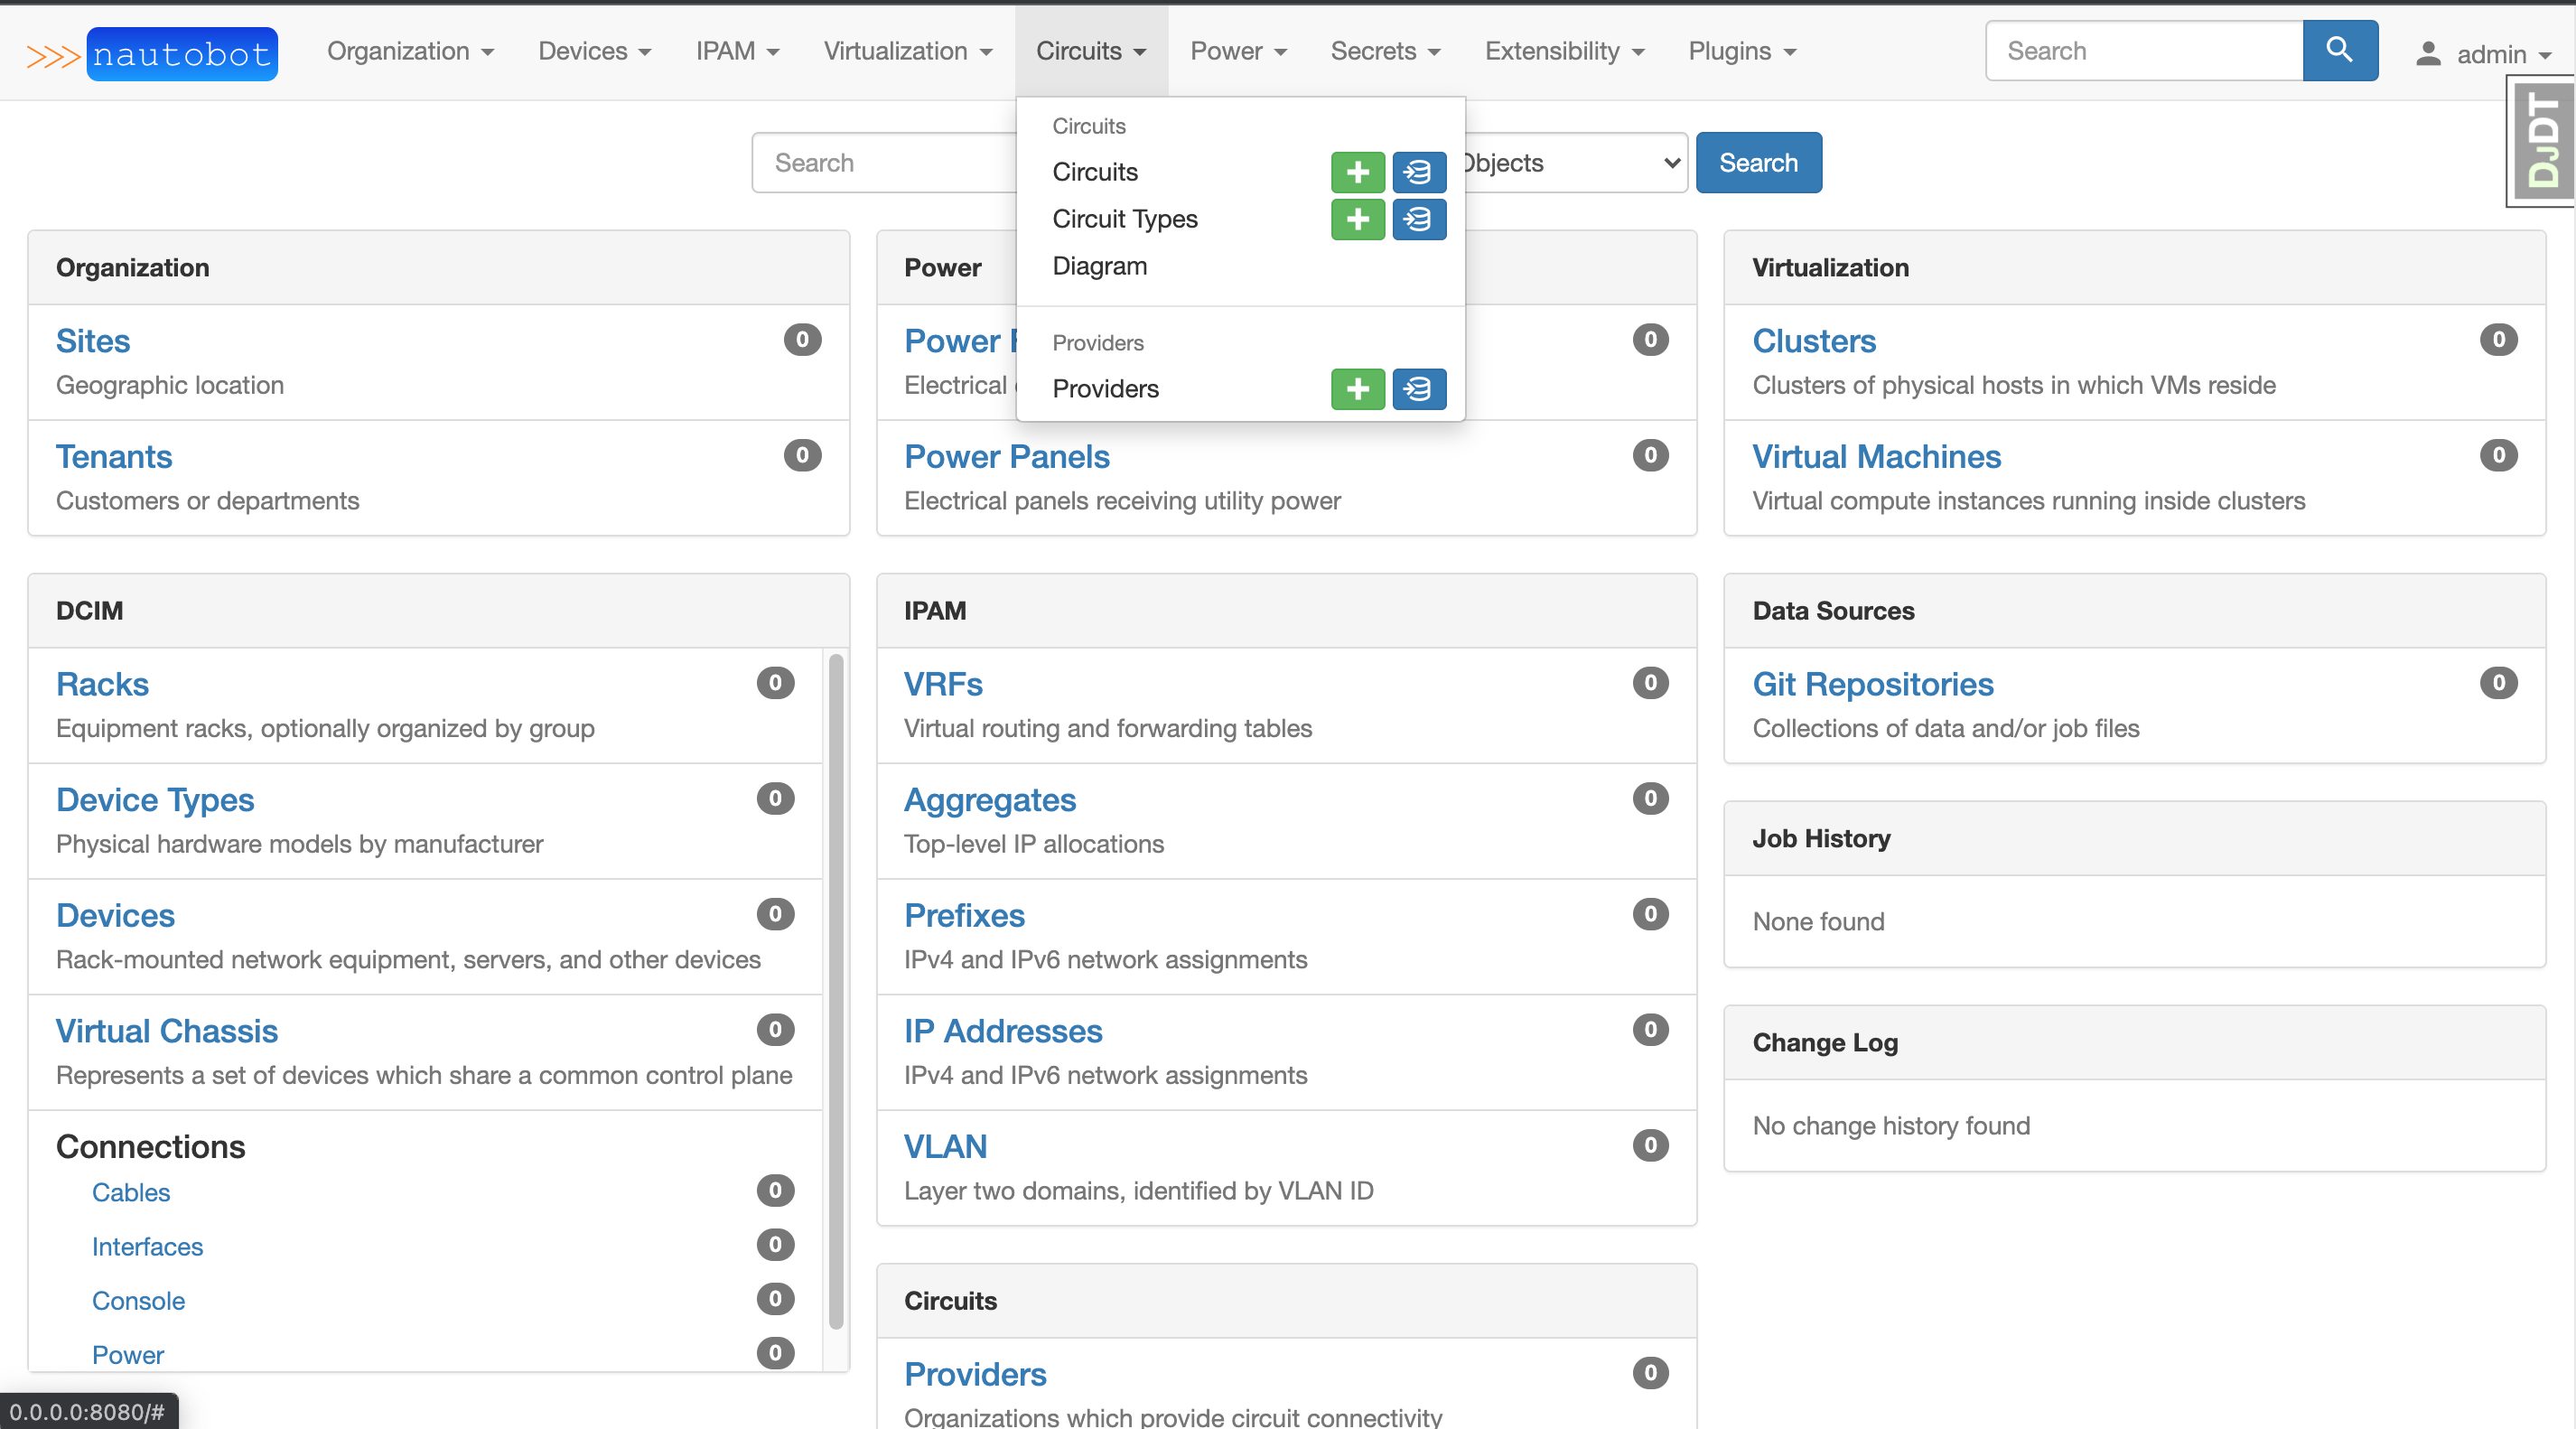 >>> nautobot Organization Devices IPAM Virtualization Circuits Power Secrets Extensibility Plugins Search admin
DJDT
Circuits
Circuits
Circuit Types
Diagram
Providers
Providers
Search Objects Search
Organization
Sites 0
Geographic location
Tenants 0
Customers or departments
DCIM
Racks 0
Equipment racks, optionally organized by group
Device Types 0
Physical hardware models by manufacturer
Devices 0
Rack-mounted network equipment, servers, and other devices
Virtual Chassis 0
Represents a set of devices which share a common control plane
Connections
Cables 0
Interfaces 0
Console 0
Power 0
Power
Power 0
Electrical
Power Panels 0
Electrical panels receiving utility power
IPAM
VRFs 0
Virtual routing and forwarding tables
Aggregates 0
Top-level IP allocations
Prefixes 0
IPv4 and IPv6 network assignments
IP Addresses 0
IPv4 and IPv6 network assignments
VLAN 0
Layer two domains, identified by VLAN ID
Circuits
Providers 0
Organizations which provide circuit connectivity
Virtualization
Clusters 0
Clusters of physical hosts in which VMs reside
Virtual Machines 0
Virtual compute instances running inside clusters
Data Sources
Git Repositories 0
Collections of data and/or job files
Job History
None found
Change Log
No change history found
0.0.0.0:8080/#